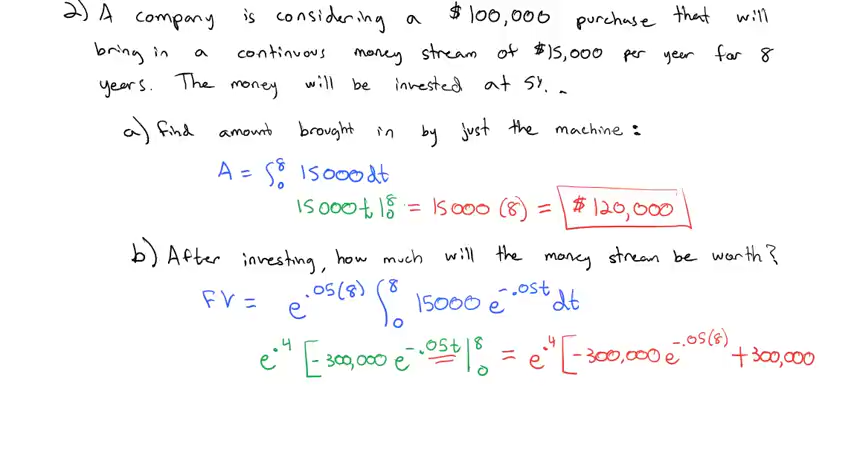 2) A company is considering a $100,000 purchase that will
bring in a continuous money stream of $15,000 per year for 8
years. The money will be invested at 5%.
a) Find amount brought in by just the machine:
A = ∫₀⁸ 15000dt
15000t|₀⁸ = 15000 (8) = $120,000
b) After investing, how much will the money stream be worth?
FV = e^.05(8) ∫₀⁸ 15000 e^-.05t dt
e^.4 [-300,000 e^-.05t |₀⁸ = e^.4 [-300,000 e^-.05(8) + 300,000